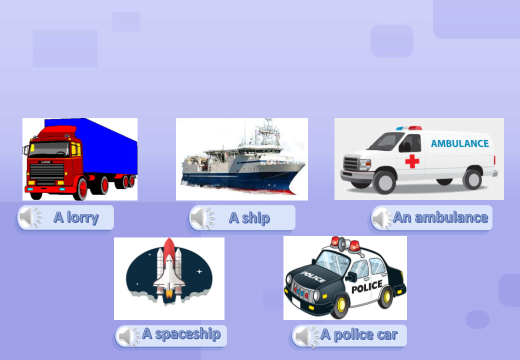 AMBULANCE
A lorry
A ship
An ambulance
POLICE
POLICE
A spaceship
A police car